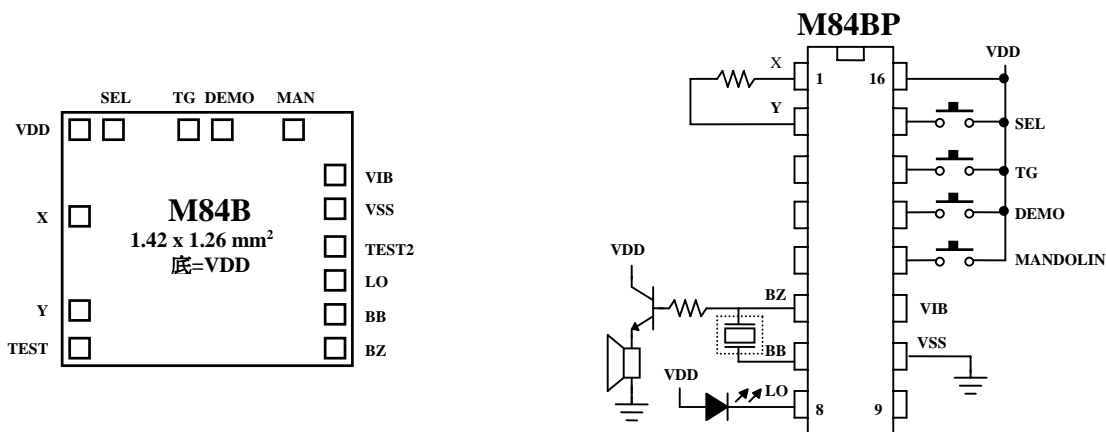 SEL TG DEMO MAN
VDD
X
Y
TEST
M84B
1.42 x 1.26 mm²
底=VDD
VIB
VSS
TEST2
LO
BB
BZ
M84BP
VDD
X
1
16
Y
SEL
TG
DEMO
MANDOLIN
VDD
BZ
VIB
BB
VSS
VDD
LO
8
9